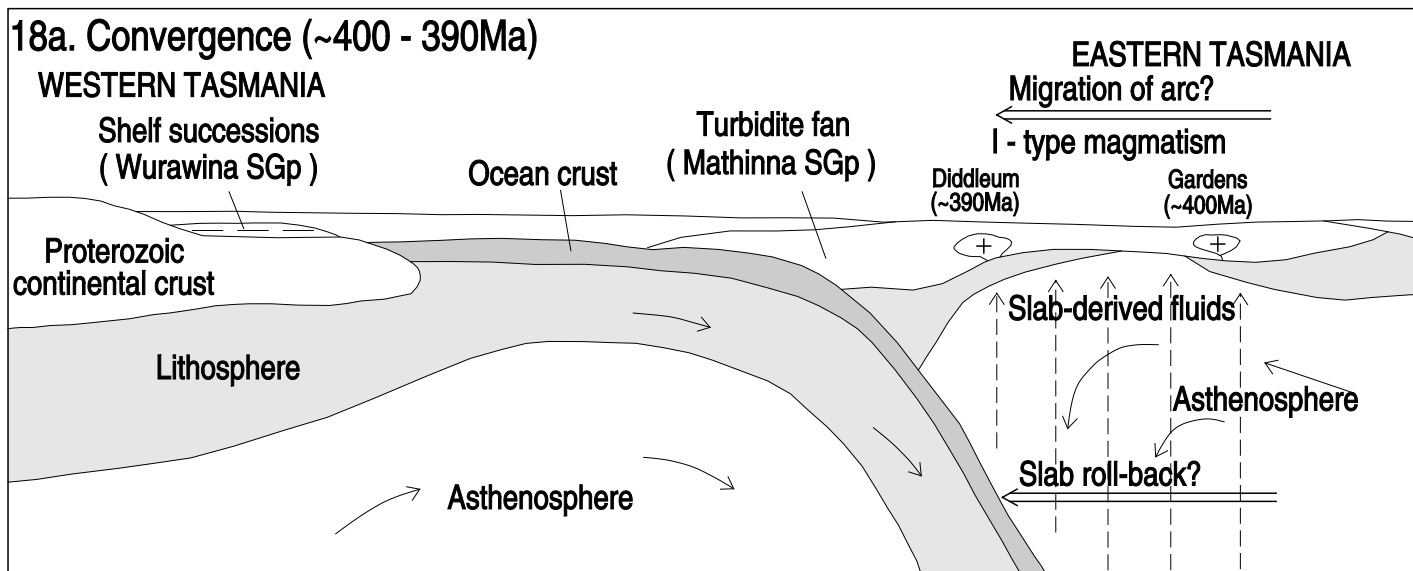 18a. Convergence (~400 - 390Ma)
WESTERN TASMANIA
Shelf successions
( Wurawina SGp )
Ocean crust
Turbidite fan
( Mathinna SGp )
EASTERN TASMANIA
Migration of arc?
I - type magmatism
Diddleum
(~390Ma)
Gardens
(~400Ma)
Proterozoic
continental crust
Lithosphere
Asthenosphere
Slab-derived fluids
Asthenosphere
Slab roll-back?